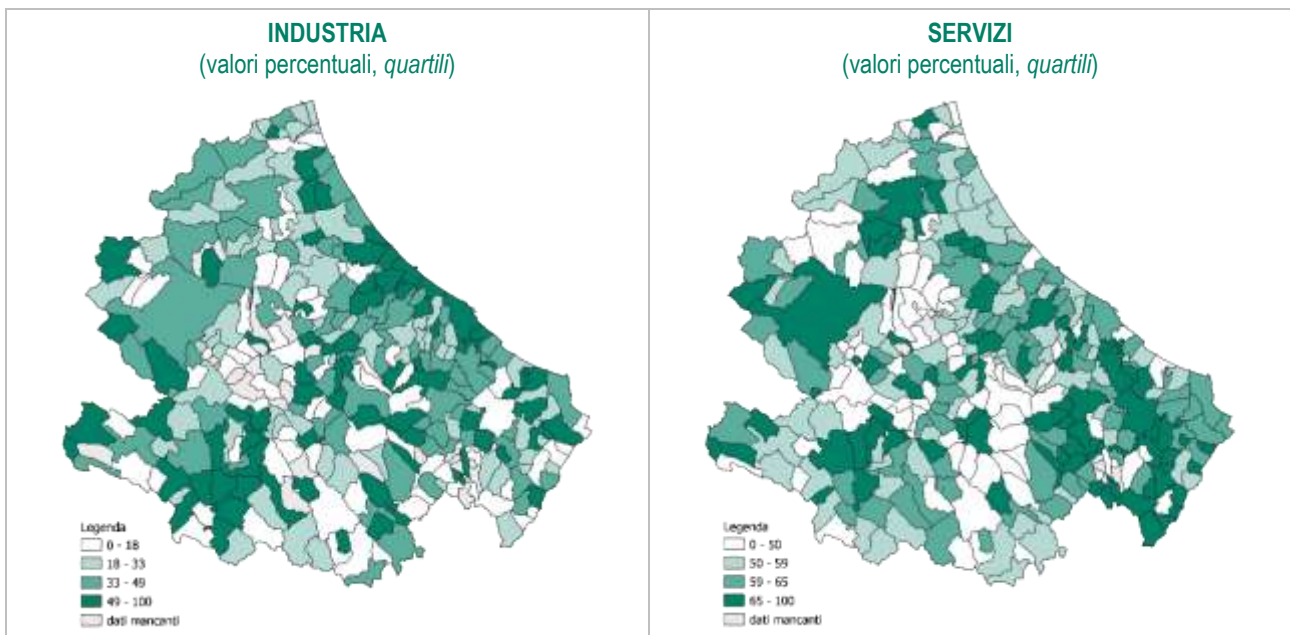 INDUSTRIA
(valori percentuali, quartili)
Legenda
0 - 18
18 - 33
33 - 49
49 - 100
dati mancanti
SERVIZI
(valori percentuali, quartili)
Legenda
0 - 50
50 - 59
59 - 65
65 - 100
dati mancanti